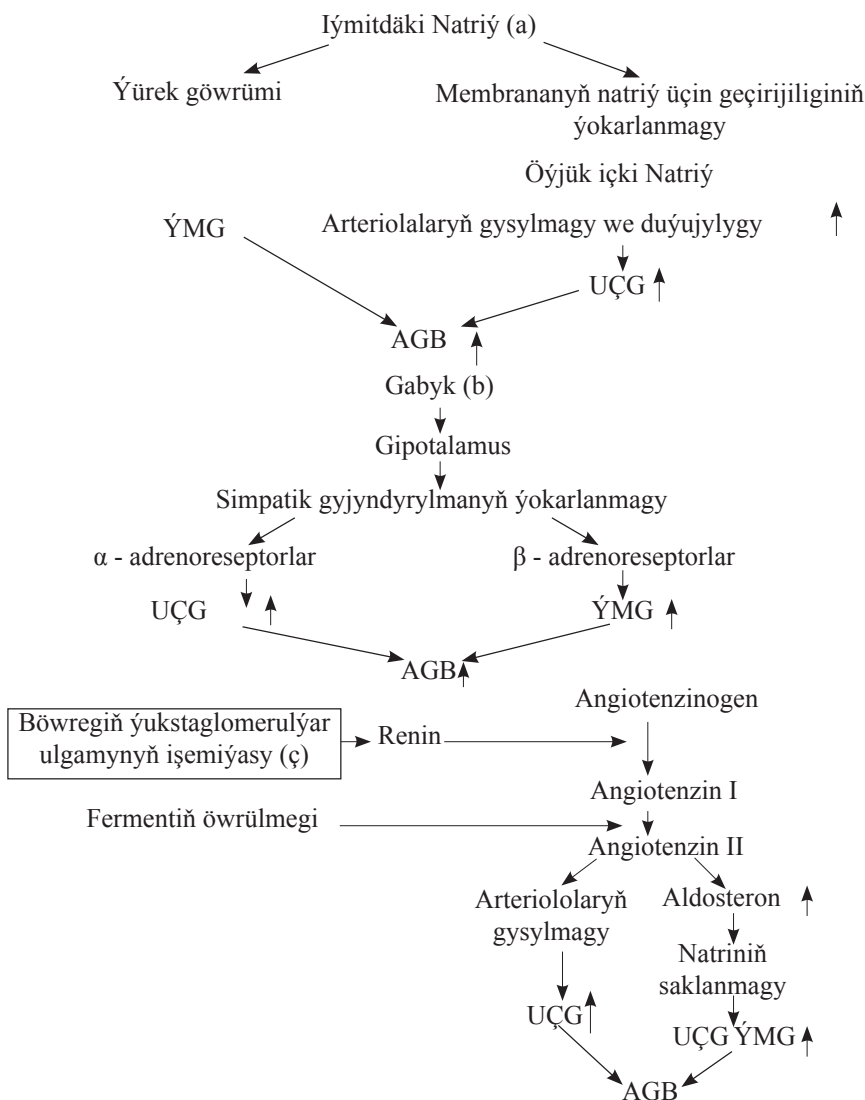 Iýmitdäki Natriý (a)
Ýürek göwrümi
Membrananyň natriý üçin geçirijiliginiň
ýokarlanmagy
Öýjük içki Natriý
ÝMG
Arteriolalaryň gysylmagy we duýujylygy
UÇG
AGB
Gabyk (b)
Gipotalamus
Simpatik gyjyndyrylmanyň ýokarlanmagy
α - adrenoreseptorlar
β - adrenoreseptorlar
UÇG
ÝMG
AGB
Angiotenzinogen
Böwregiň ýukstaglomerulýar
ulgamynyň işemiýasy (ç)
Renin
Angiotenzin I
Fermentiň öwrülmegi
Angiotenzin II
Arteriololaryň
gysylmagy
Aldosteron
Natriniň
saklanmagy
UÇG
UÇG ÝMG
AGB